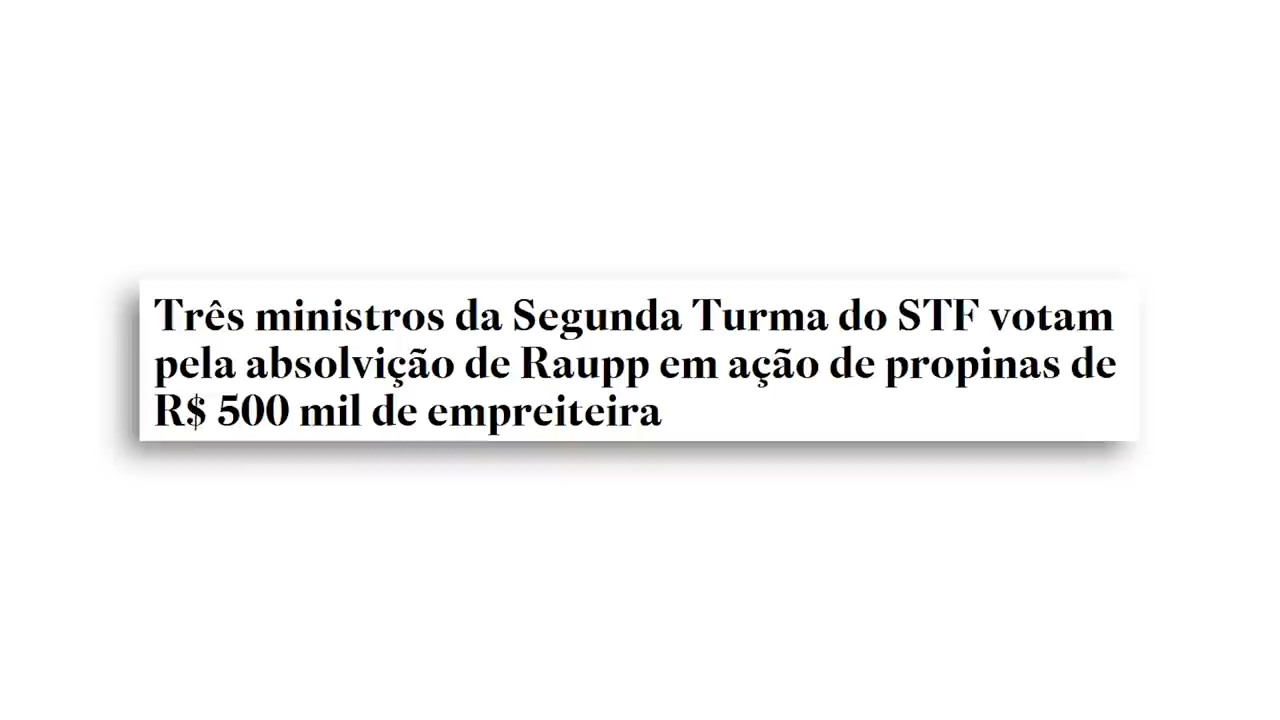 Três ministros da Segunda Turma do STF votam
pela absolvição de Raupp em ação de propinas de
R$ 500 mil de empreiteira